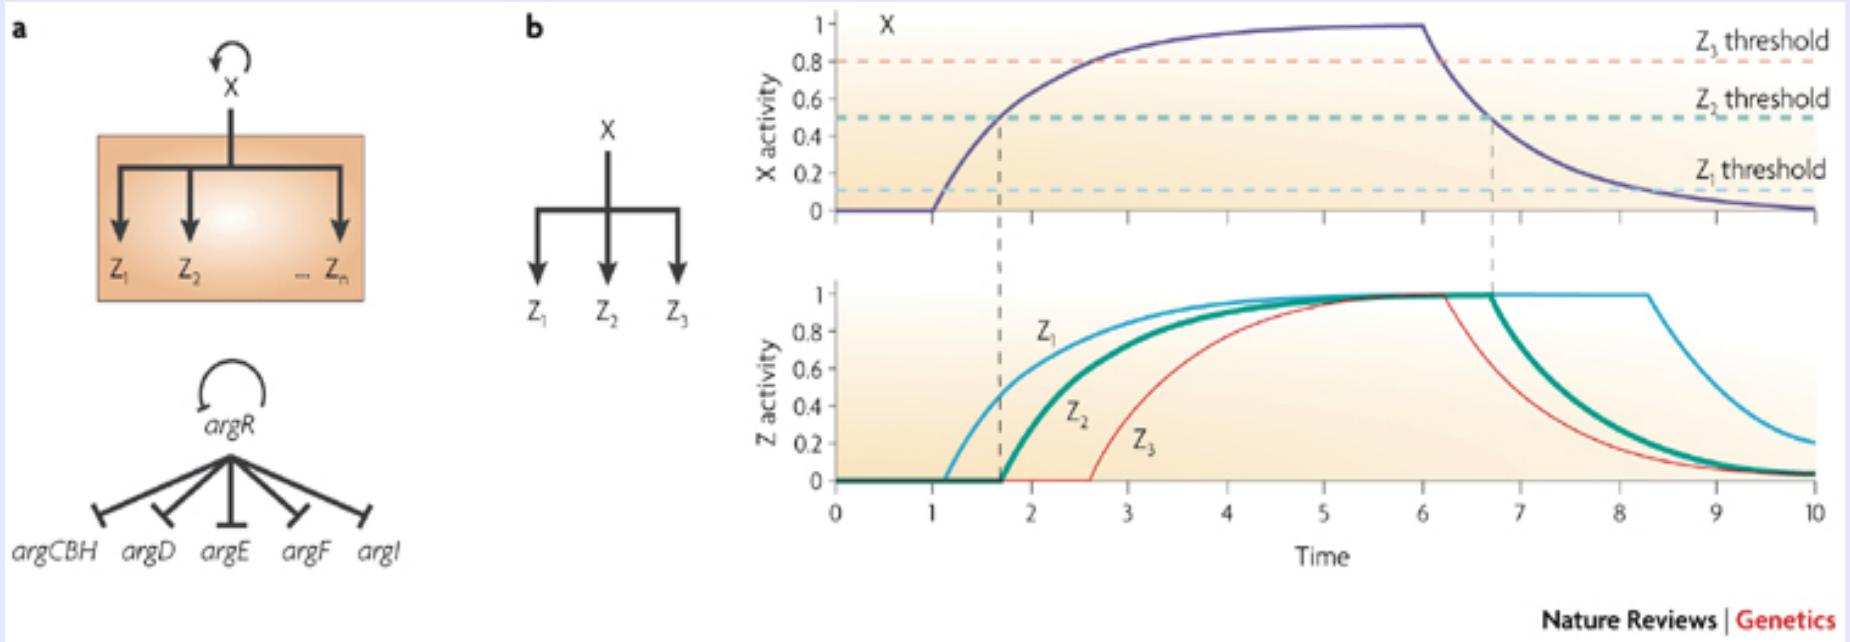 a
X
Z₁ Z₂ ... Zₙ
argR
argCBH argD argE argF argI
b
X
Z₁ Z₂ Z₃
X
X activity
1
0.8
0.6
0.4
0.2
0
Z₃ threshold
Z₂ threshold
Z₁ threshold
Z activity
1
0.8
0.6
0.4
0.2
0
Z₁
Z₂
Z₃
0 1 2 3 4 5 6 7 8 9 10
Time
Nature Reviews | Genetics